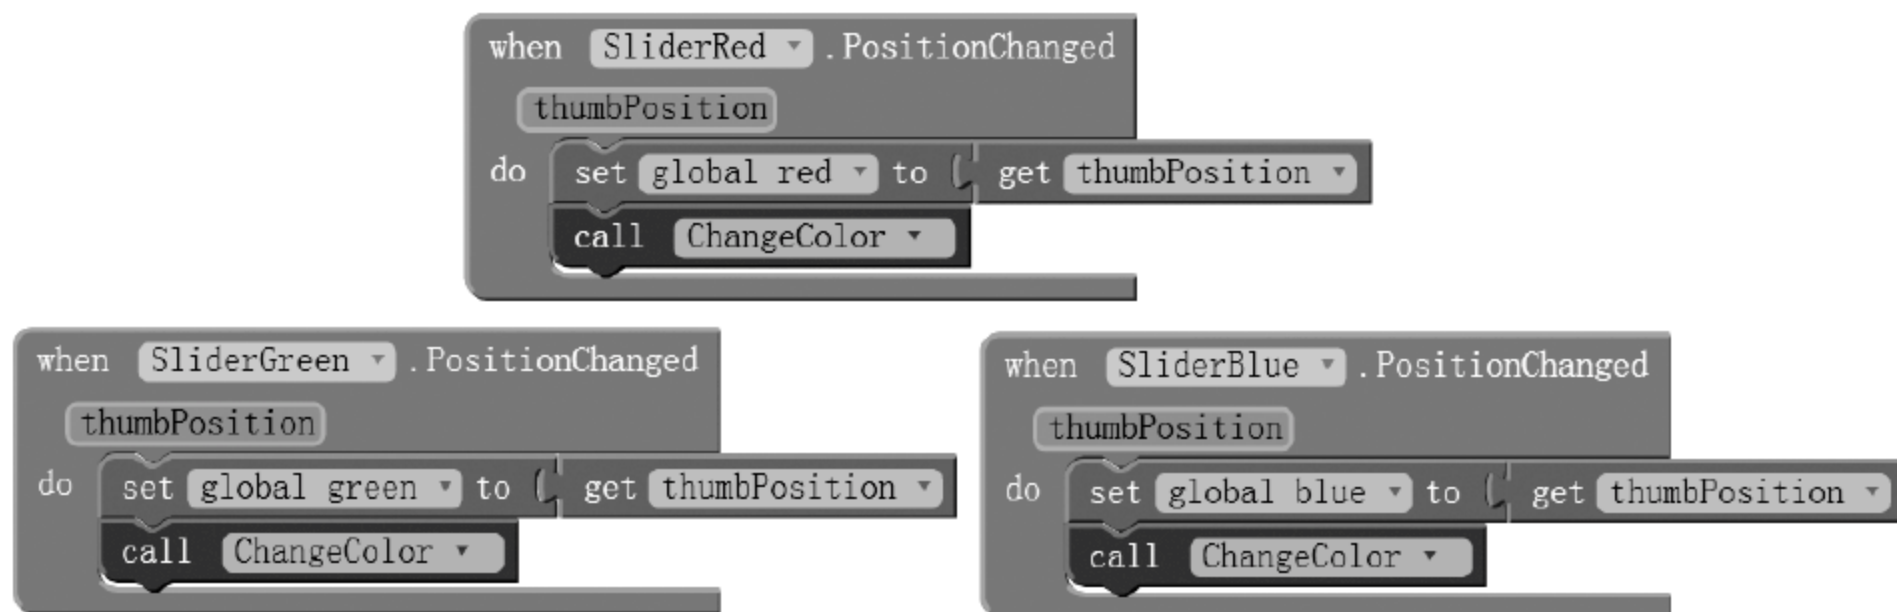 when SliderRed .PositionChanged
thumbPosition
do set global red to get thumbPosition
call ChangeColor
when SliderGreen .PositionChanged
thumbPosition
do set global green to get thumbPosition
call ChangeColor
when SliderBlue .PositionChanged
thumbPosition
do set global blue to get thumbPosition
call ChangeColor